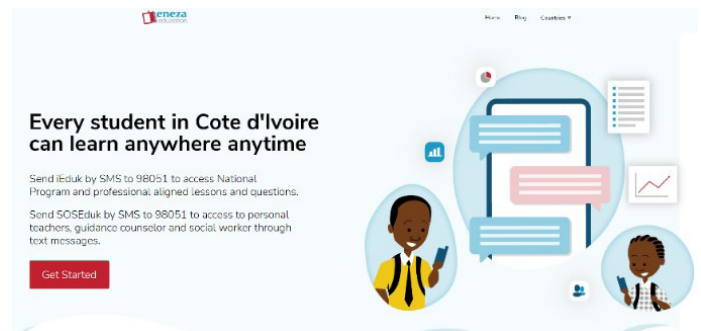 eneza
education
Home Blog Countries
Every student in Cote d'Ivoire
can learn anywhere anytime
Send iEduk by SMS to 98051 to access National
Program and professional aligned lessons and questions.
Send SOSEduk by SMS to 98051 to access to personal
teachers, guidance counselor and social worker through
text messages.
Get Started